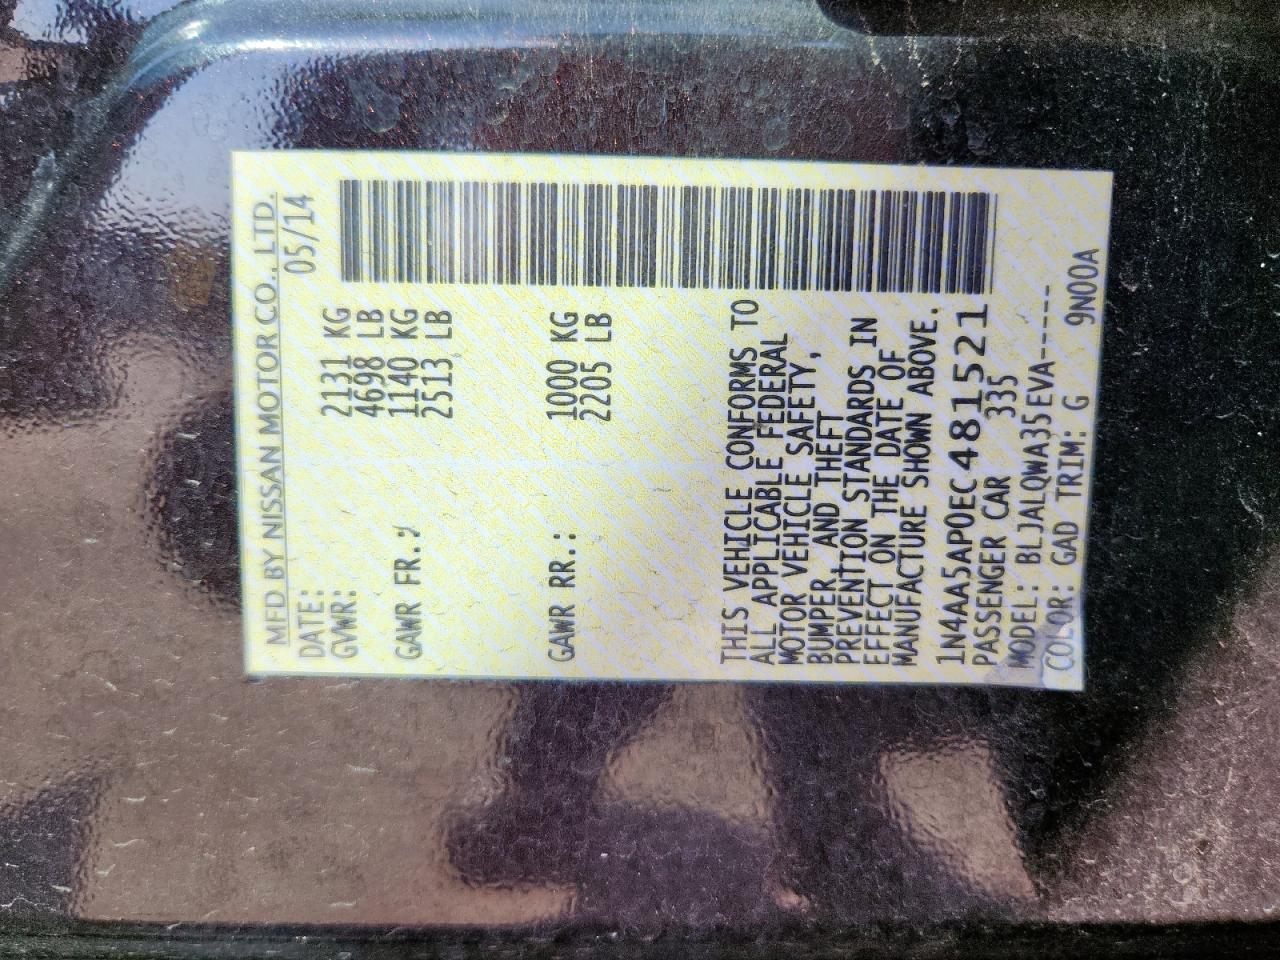 MFD BY NISSAN MOTOR CO., LTD.
DATE: 05/14
GVWR: 2131 KG
4698 LB
GAWR FR.: 1140 KG
2513 LB
GAWR RR.: 1000 KG
2205 LB
THIS VEHICLE CONFORMS TO
ALL APPLICABLE FEDERAL
MOTOR VEHICLE SAFETY,
BUMPER, AND THEFT
PREVENTION STANDARDS IN
EFFECT ON THE DATE OF
MANUFACTURE SHOWN ABOVE.
1N4AA5AP0EC481521
PASSENGER CAR 335
MODEL: BLJALQWA35EVA-----
COLOR: GAD TRIM: G 9N00A